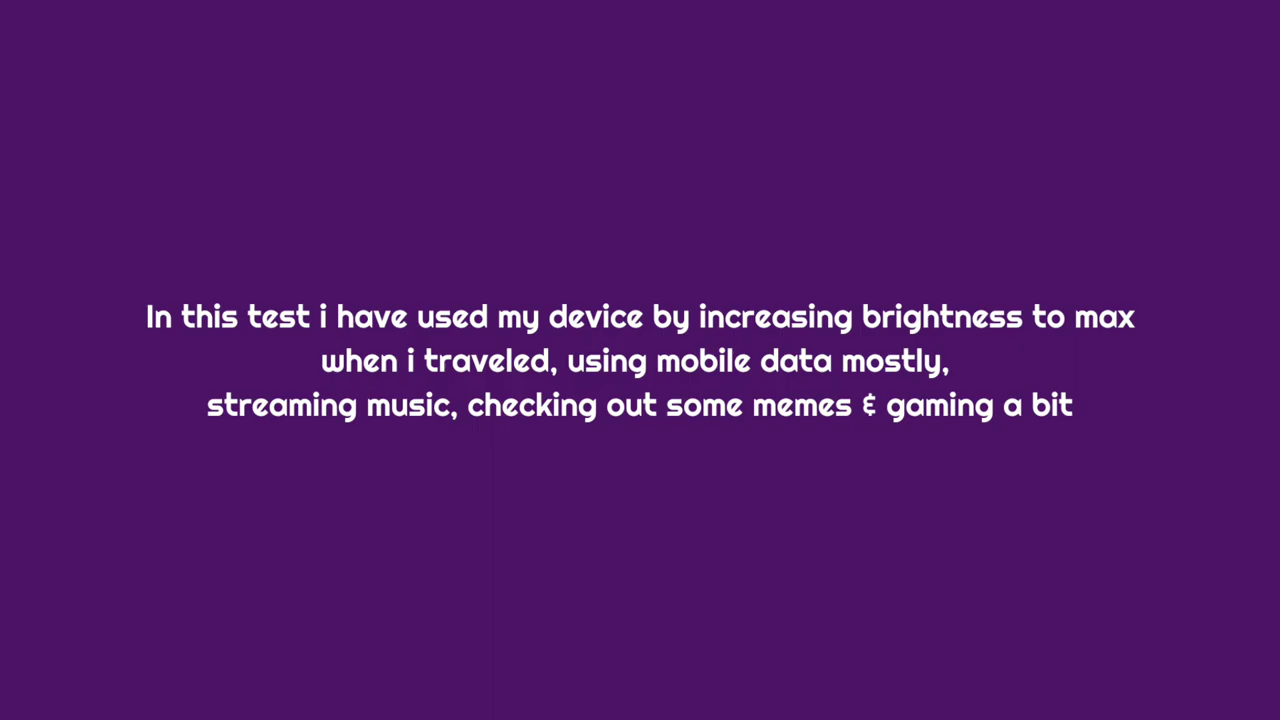 In this test i have used my device by increasing brightness to max
when i traveled, using mobile data mostly,
streaming music, checking out some memes & gaming a bit